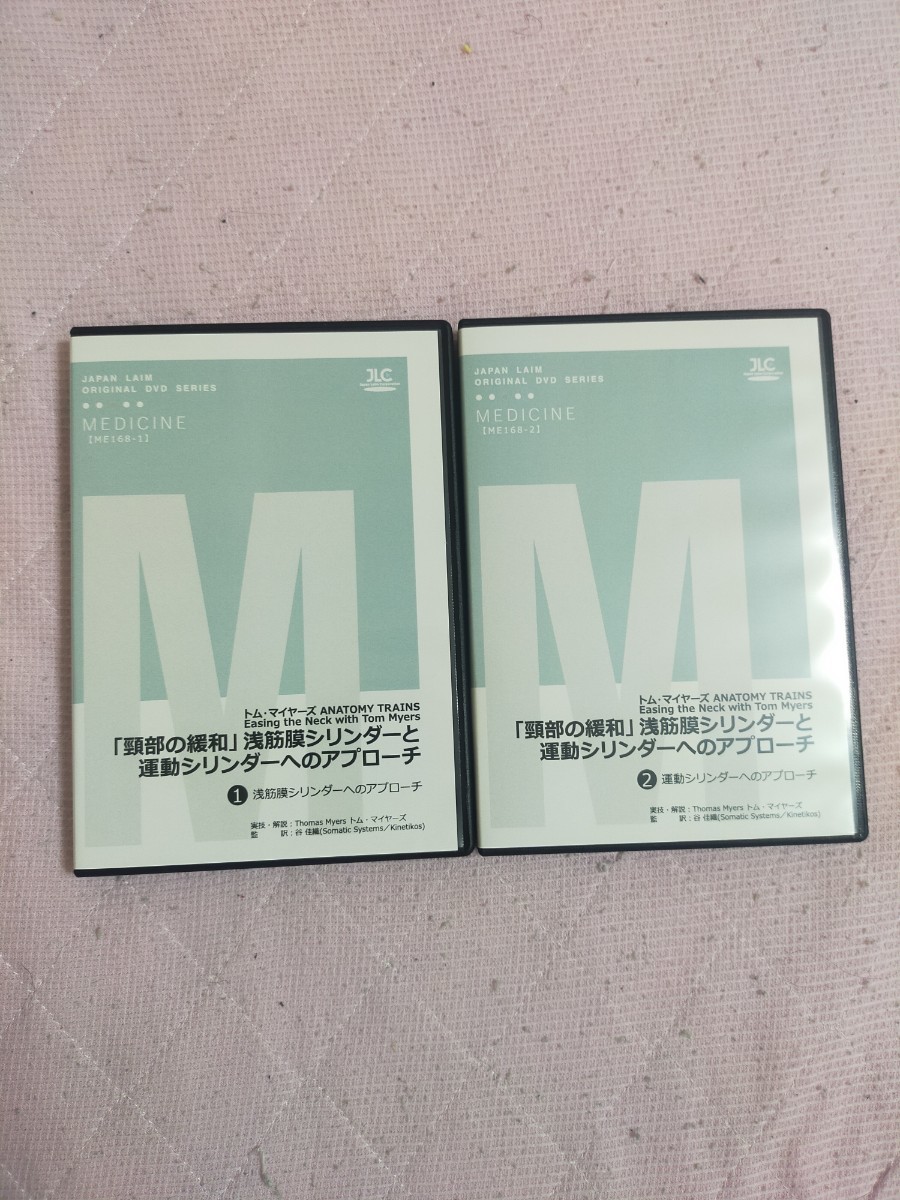 JAPAN LAIM
ORIGINAL DVD SERIES
JLC
MEDICINE
【ME168-1】
M
トム・マイヤーズ ANATOMY TRAINS
Easing the Neck with Tom Myers
「頸部の緩和」浅筋膜シリンダーと
運動シリンダーへのアプローチ
❶ 浅筋膜シリンダーへのアプローチ
実技・解説：Thomas Myers トム・マイヤーズ
監 訳：谷 佳織(Somatic Systems／Kinetikos)
JAPAN LAIM
ORIGINAL DVD SERIES
JLC
MEDICINE
【ME168-2】
M
トム・マイヤーズ ANATOMY TRAINS
Easing the Neck with Tom Myers
「頸部の緩和」浅筋膜シリンダーと
運動シリンダーへのアプローチ
❷ 運動シリンダーへのアプローチ
実技・解説：Thomas Myers トム・マイヤーズ
監 訳：谷 佳織(Somatic Systems／Kinetikos)